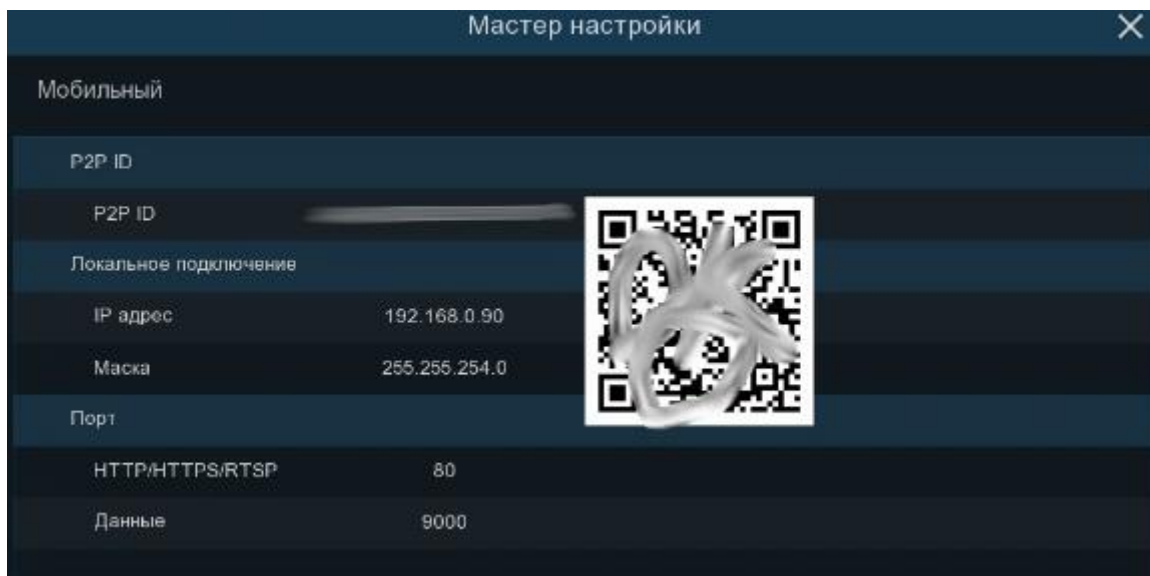 Мастер настройки
Мобильный
P2P ID
P2P ID
Локальное подключение
IP адрес 192.168.0.90
Маска 255.255.254.0
Порт
HTTP/HTTPS/RTSP 80
Данные 9000